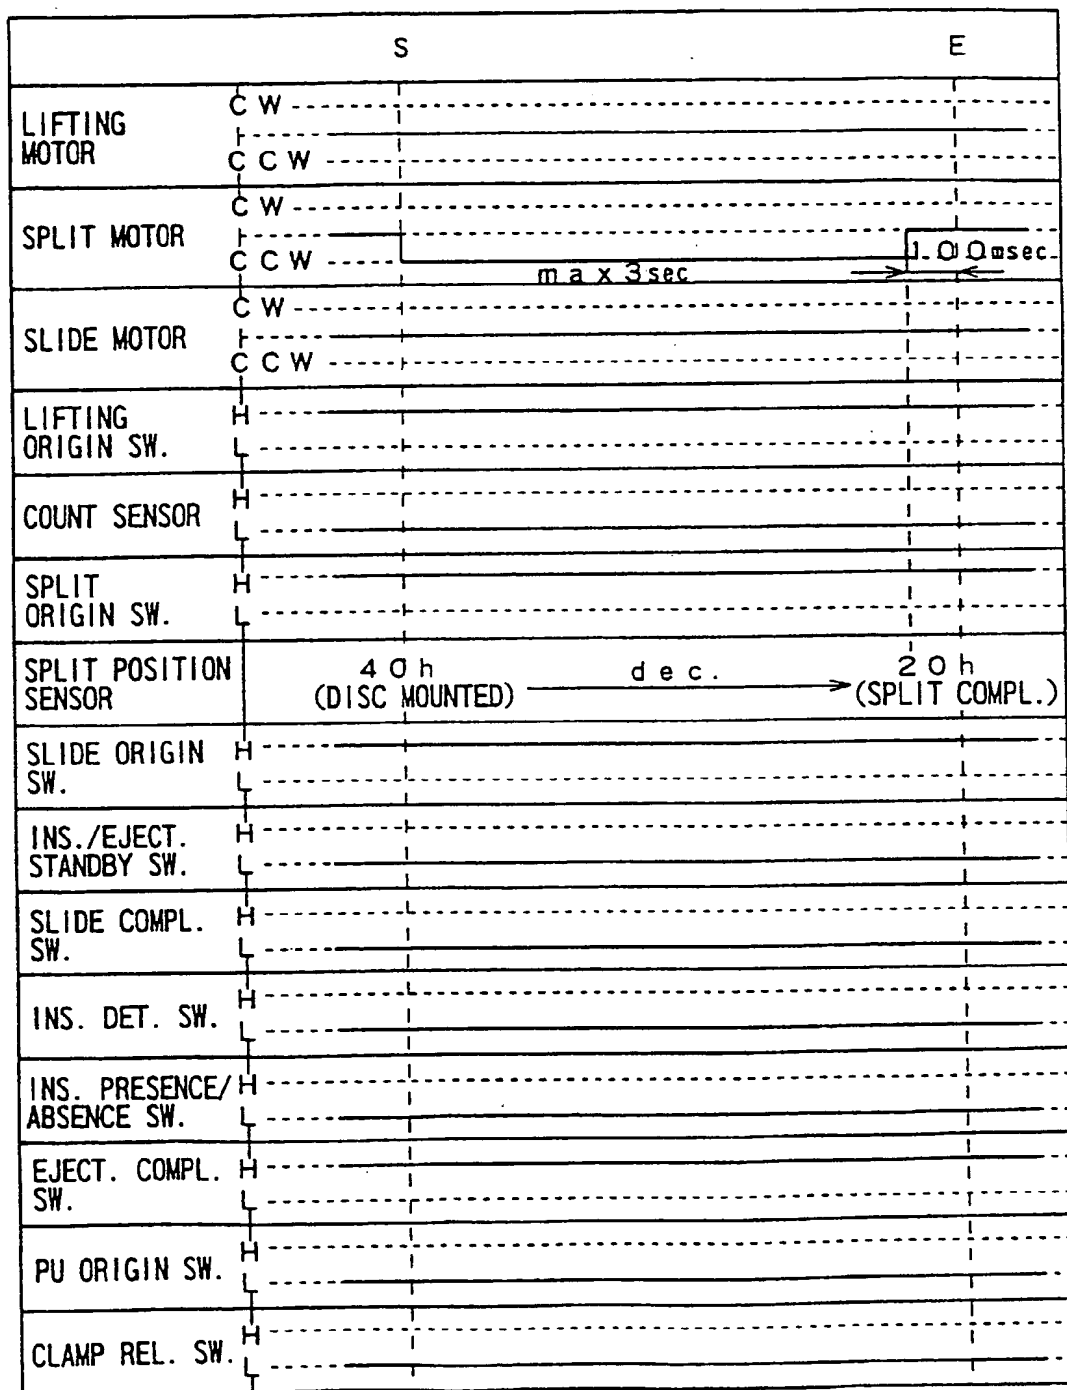 S E
LIFTING MOTOR
CW
CCW
SPLIT MOTOR
CW
CCW
max 3sec
100msec
SLIDE MOTOR
CW
CCW
LIFTING ORIGIN SW.
H
L
COUNT SENSOR
H
L
SPLIT ORIGIN SW.
H
L
SPLIT POSITION SENSOR
40h
(DISC MOUNTED)
dec.
20h
(SPLIT COMPL.)
SLIDE ORIGIN SW.
H
L
INS./EJECT. STANDBY SW.
H
L
SLIDE COMPL. SW.
H
L
INS. DET. SW.
H
L
INS. PRESENCE/ ABSENCE SW.
H
L
EJECT. COMPL. SW.
H
L
PU ORIGIN SW.
H
L
CLAMP REL. SW.
H
L